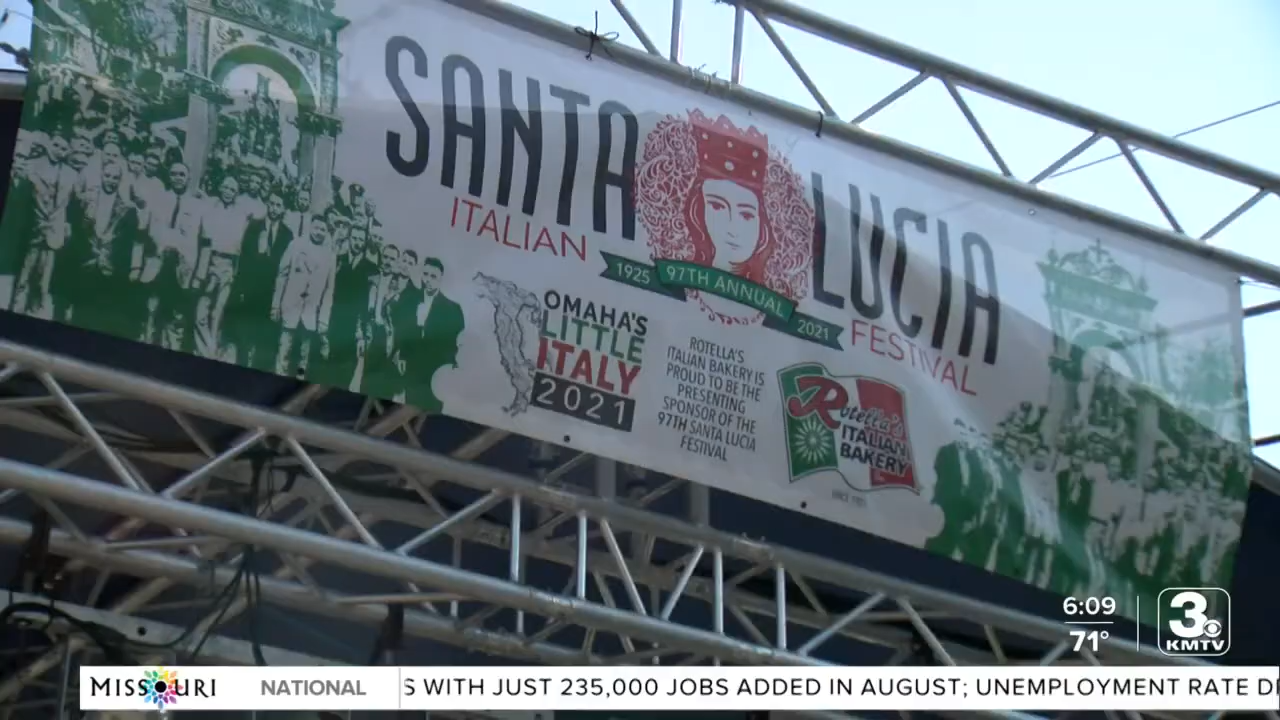 SANTA LUCIA
ITALIAN
FESTIVAL
1925 97TH ANNUAL 2021
OMAHA'S
LITTLE
ITALY
2021
ROTELLA'S
ITALIAN BAKERY IS
PROUD TO BE THE
PRESENTING
SPONSOR OF THE
97TH SANTA LUCIA
FESTIVAL
Rotella's
ITALIAN
BAKERY
6:09
71°
3
KMTV
MISSOURI NATIONAL S WITH JUST 235,000 JOBS ADDED IN AUGUST; UNEMPLOYMENT RATE D